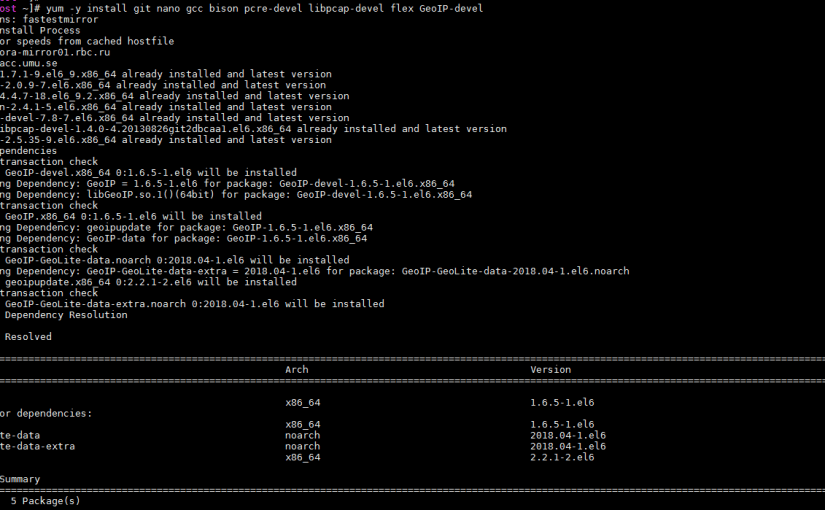 ost ~]# yum -y install git nano gcc bison pcre-devel libpcap-devel flex GeoIP-devel
ns: fastestmirror
nstall Process
or speeds from cached hostfile
ora-mirror01.rbc.ru
acc.umu.se
1.7.1-9.el6_9.x86_64 already installed and latest version
-2.0.9-7.el6.x86_64 already installed and latest version
4.4.7-18.el6_9.2.x86_64 already installed and latest version
n-2.4.1-5.el6.x86_64 already installed and latest version
-devel-7.8-7.el6.x86_64 already installed and latest version
ibpcap-devel-1.4.0-4.20130826git2dbcaa1.el6.x86_64 already installed and latest version
-2.5.35-9.el6.x86_64 already installed and latest version
pendencies
transaction check
GeoIP-devel.x86_64 0:1.6.5-1.el6 will be installed
ng Dependency: GeoIP = 1.6.5-1.el6 for package: GeoIP-devel-1.6.5-1.el6.x86_64
ng Dependency: libGeoIP.so.1()(64bit) for package: GeoIP-devel-1.6.5-1.el6.x86_64
transaction check
GeoIP.x86_64 0:1.6.5-1.el6 will be installed
ng Dependency: geoipupdate for package: GeoIP-1.6.5-1.el6.x86_64
ng Dependency: GeoIP-data for package: GeoIP-1.6.5-1.el6.x86_64
transaction check
GeoIP-GeoLite-data.noarch 0:2018.04-1.el6 will be installed
ng Dependency: GeoIP-GeoLite-data-extra = 2018.04-1.el6 for package: GeoIP-GeoLite-data-2018.04-1.el6.noarch
geoipupdate.x86_64 0:2.2.1-2.el6 will be installed
transaction check
GeoIP-GeoLite-data-extra.noarch 0:2018.04-1.el6 will be installed
Dependency Resolution
Resolved
Arch Version
x86_64 1.6.5-1.el6
or dependencies:
x86_64 1.6.5-1.el6
te-data noarch 2018.04-1.el6
te-data-extra noarch 2018.04-1.el6
x86_64 2.2.1-2.el6
Summary
5 Package(s)